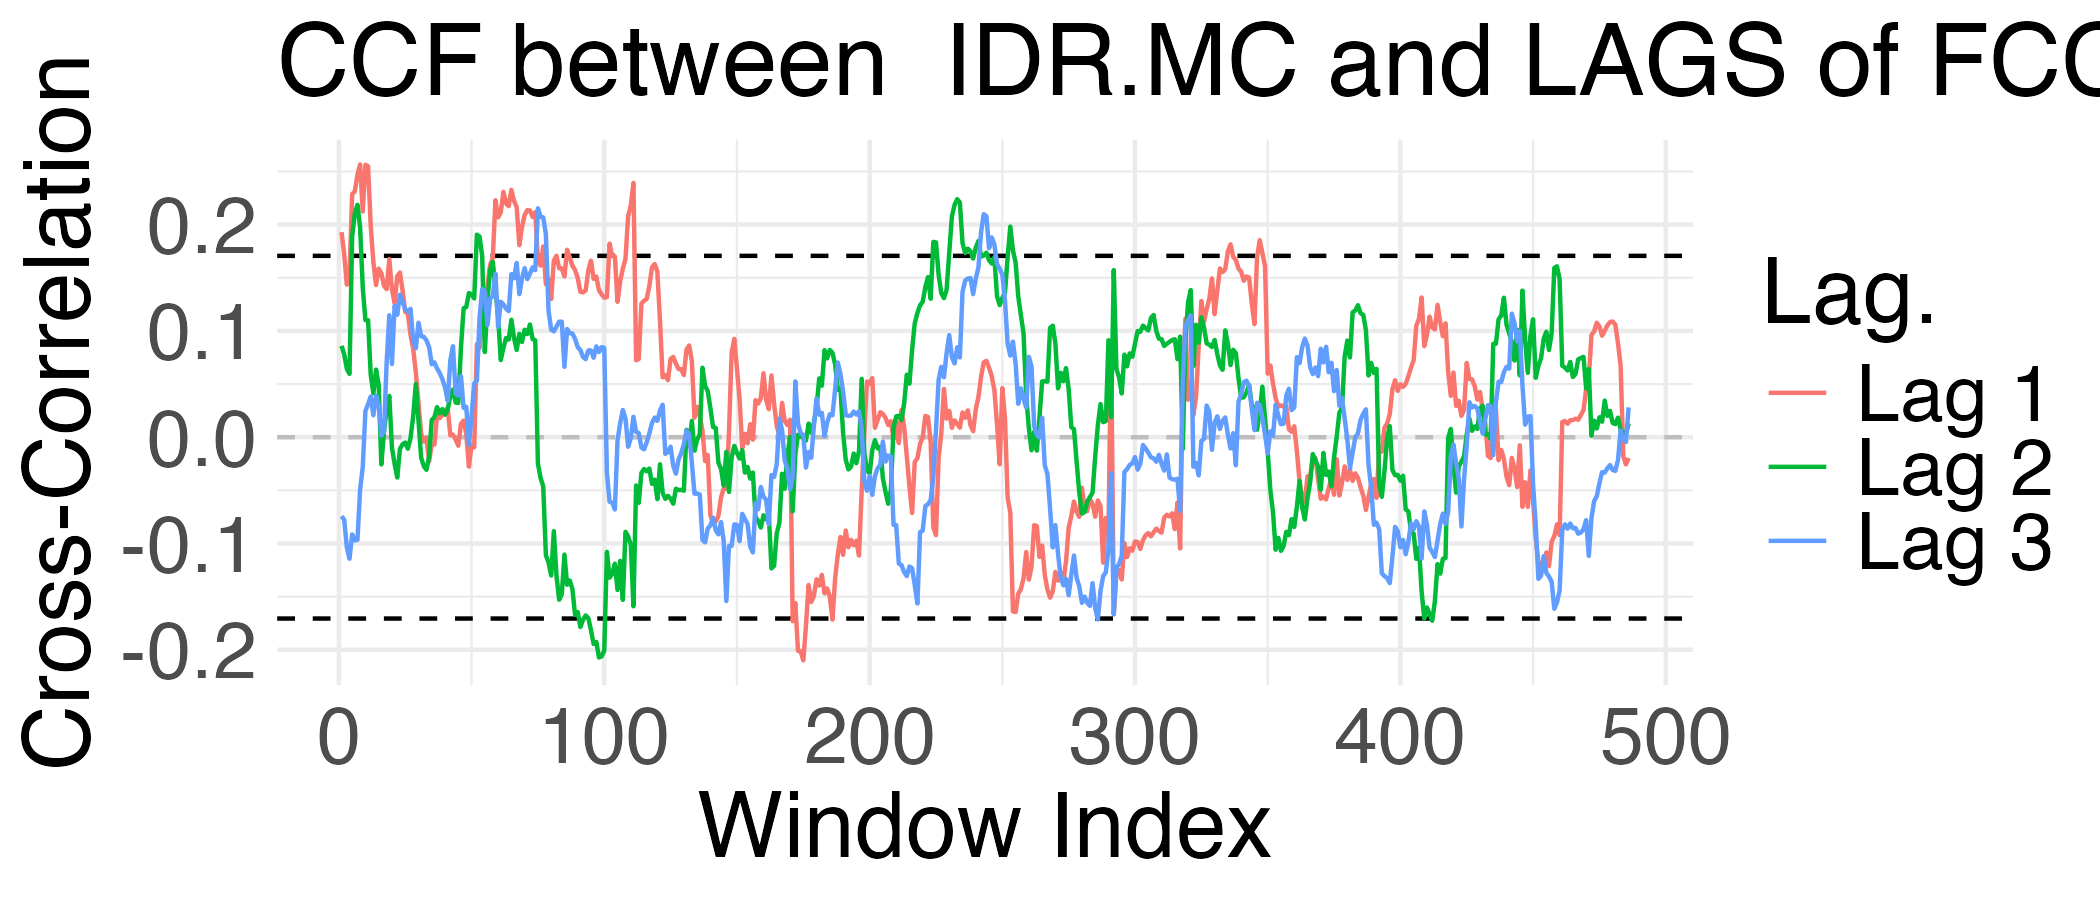 CCF between IDR.MC and LAGS of FCC
Cross-Correlation
0.2
0.1
0.0
-0.1
-0.2
0 100 200 300 400 500
Window Index
Lag.
Lag 1
Lag 2
Lag 3